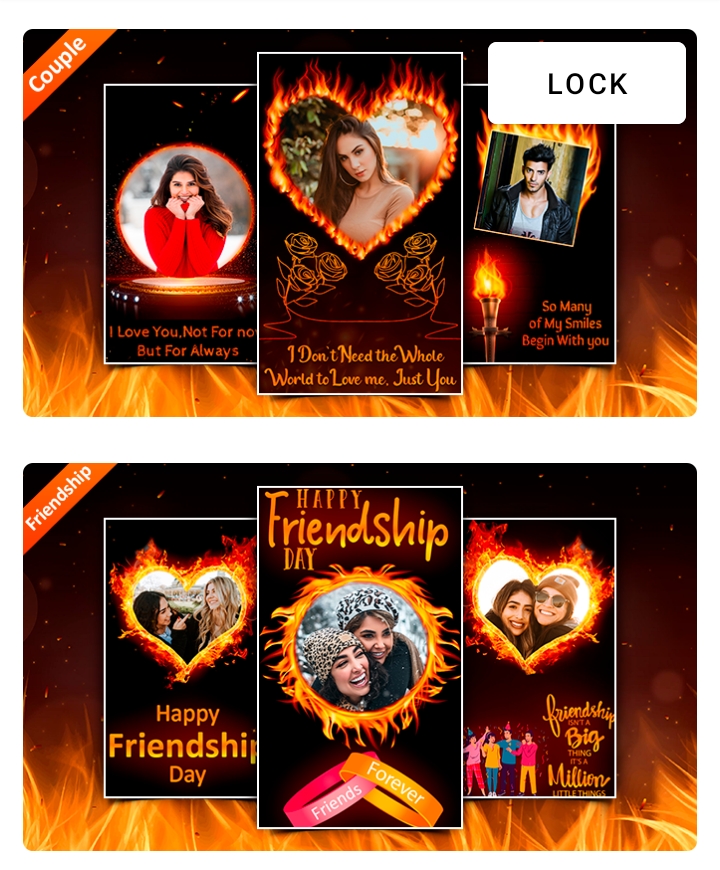 Couple
LOCK
I Love You,Not For no
But For Always
I Don't Need the Whole
World to Love me, Just You
So Many
of My Smiles
Begin With you
Friendship
HAPPY
Friendship
DAY
Happy
Friendship
Day
Friends
Forever
friendship
ISN'T A
Big
THING
IT'S A
Million
LITTLE THINGS